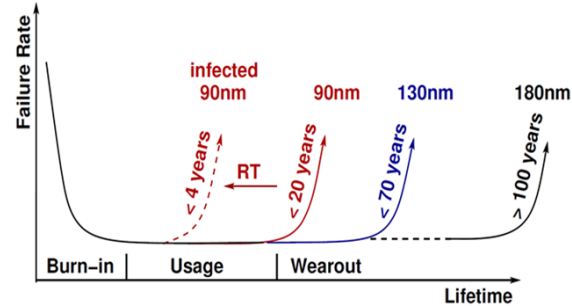 Failure Rate
infected
90nm
90nm
130nm
180nm
< 4 years
RT
< 20 years
< 70 years
> 100 years
Burn-in
Usage
Wearout
Lifetime